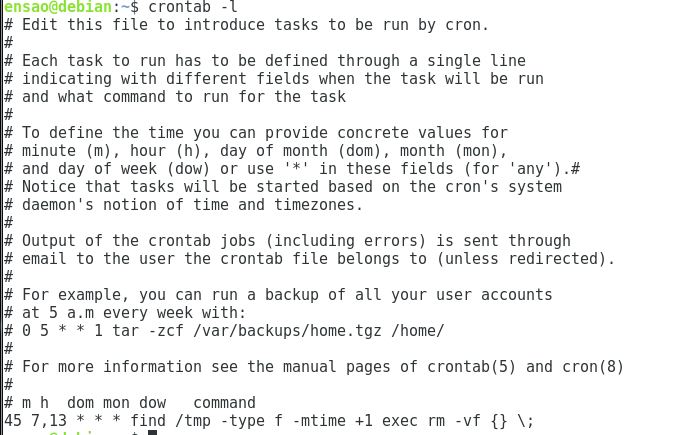 ensao@debian:~$ crontab -l
# Edit this file to introduce tasks to be run by cron.
#
# Each task to run has to be defined through a single line
# indicating with different fields when the task will be run
# and what command to run for the task
#
# To define the time you can provide concrete values for
# minute (m), hour (h), day of month (dom), month (mon),
# and day of week (dow) or use '*' in these fields (for 'any').#
# Notice that tasks will be started based on the cron's system
# daemon's notion of time and timezones.
#
# Output of the crontab jobs (including errors) is sent through
# email to the user the crontab file belongs to (unless redirected).
#
# For example, you can run a backup of all your user accounts
# at 5 a.m every week with:
# 0 5 * * 1 tar -zcf /var/backups/home.tgz /home/
#
# For more information see the manual pages of crontab(5) and cron(8)
#
# m h  dom mon dow   command
45 7,13 * * * find /tmp -type f -mtime +1 exec rm -vf {} \;